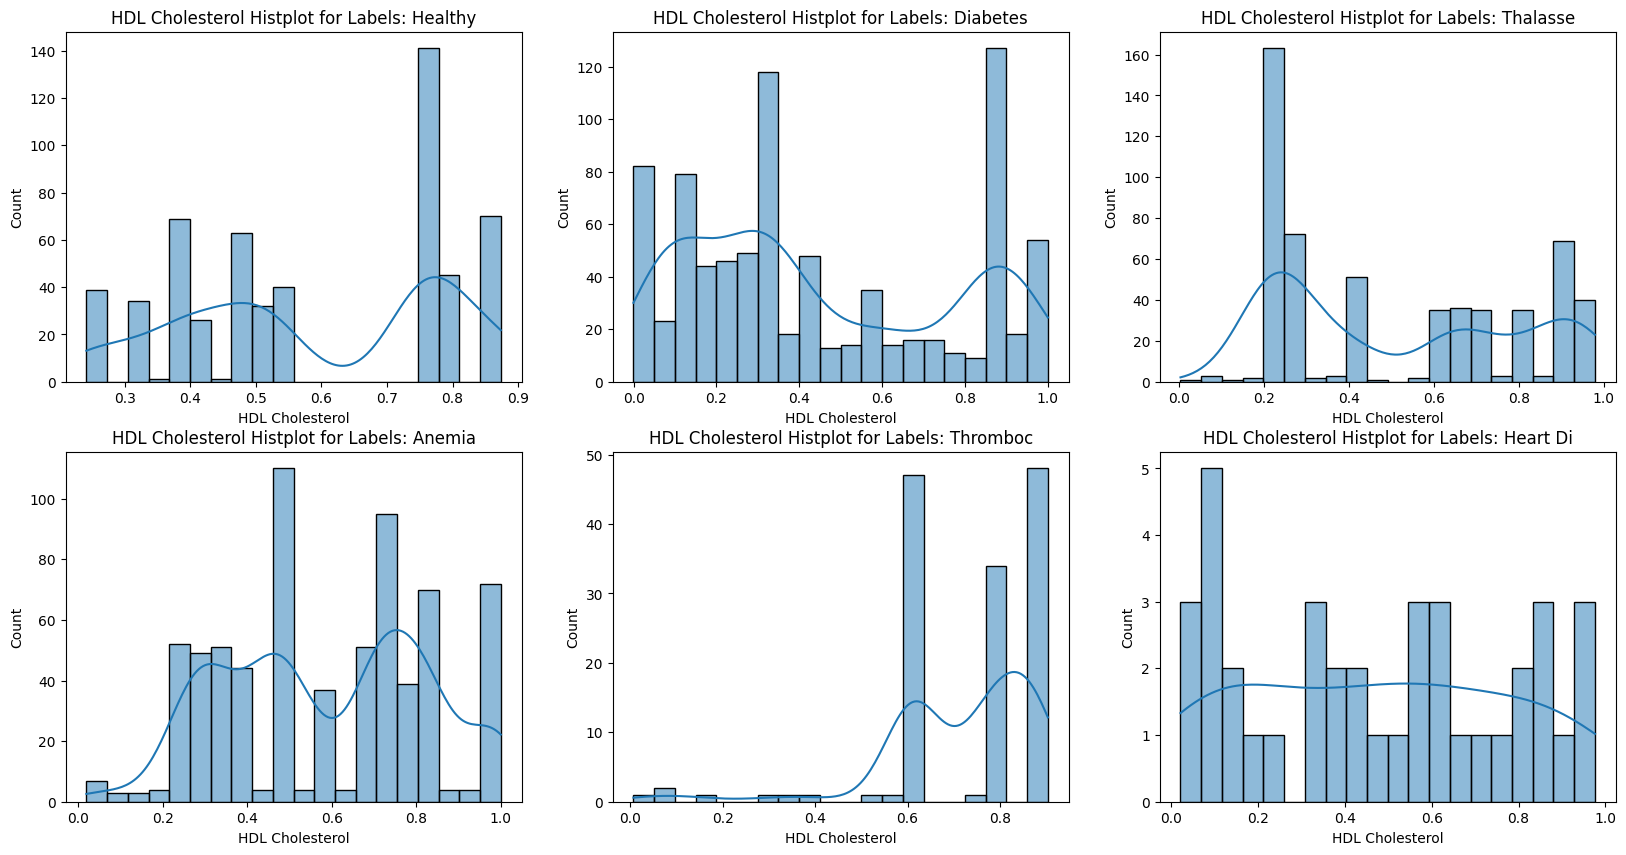 HDL Cholesterol Histplot for Labels: Healthy
140
120
100
80
60
40
20
0
Count
0.3 0.4 0.5 0.6 0.7 0.8 0.9
HDL Cholesterol
HDL Cholesterol Histplot for Labels: Diabetes
120
100
80
60
40
20
0
Count
0.0 0.2 0.4 0.6 0.8 1.0
HDL Cholesterol
HDL Cholesterol Histplot for Labels: Thalasse
160
140
120
100
80
60
40
20
0
Count
0.0 0.2 0.4 0.6 0.8 1.0
HDL Cholesterol
HDL Cholesterol Histplot for Labels: Anemia
100
80
60
40
20
0
Count
0.0 0.2 0.4 0.6 0.8 1.0
HDL Cholesterol
HDL Cholesterol Histplot for Labels: Thromboc
50
40
30
20
10
0
Count
0.0 0.2 0.4 0.6 0.8
HDL Cholesterol
HDL Cholesterol Histplot for Labels: Heart Di
5
4
3
2
1
0
Count
0.0 0.2 0.4 0.6 0.8 1.0
HDL Cholesterol